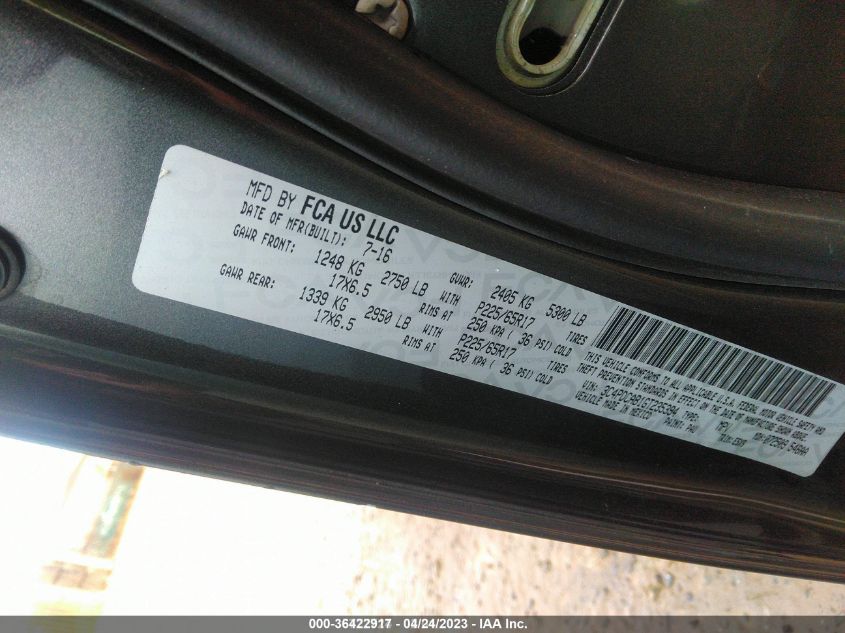 MFD BY FCA US LLC
DATE OF MFR(BUILT): 7-16
GVWR: 2405 KG 5300 LB
GAWR FRONT: 1248 KG 2750 LB WITH P225/65R17 TIRES
17X6.5 RIMS AT 250 KPA ( 36 PSI) COLD
GAWR REAR: 1339 KG 2950 LB WITH P225/65R17 TIRES
17X6.5 RIMS AT 250 KPA ( 36 PSI) COLD
THIS VEHICLE CONFORMS TO ALL APPLICABLE U.S.A. FEDERAL MOTOR VEHICLE SAFETY AND
THEFT PREVENTION STANDARDS IN EFFECT ON THE DATE OF MANUFACTURE SHOWN ABOVE.
VIN: TYPE: MPV
VEHICLE MADE IN MEXICO PAINT: PAU
000-36422917 - 04/24/2023 - IAA Inc.